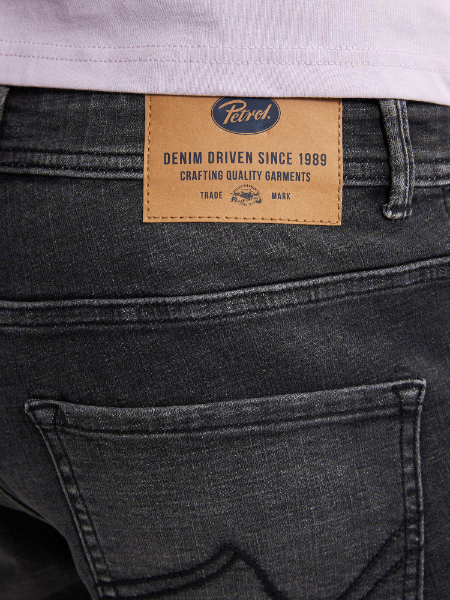 Petrol.
DENIM DRIVEN SINCE 1989
CRAFTING QUALITY GARMENTS
TRADE MARK